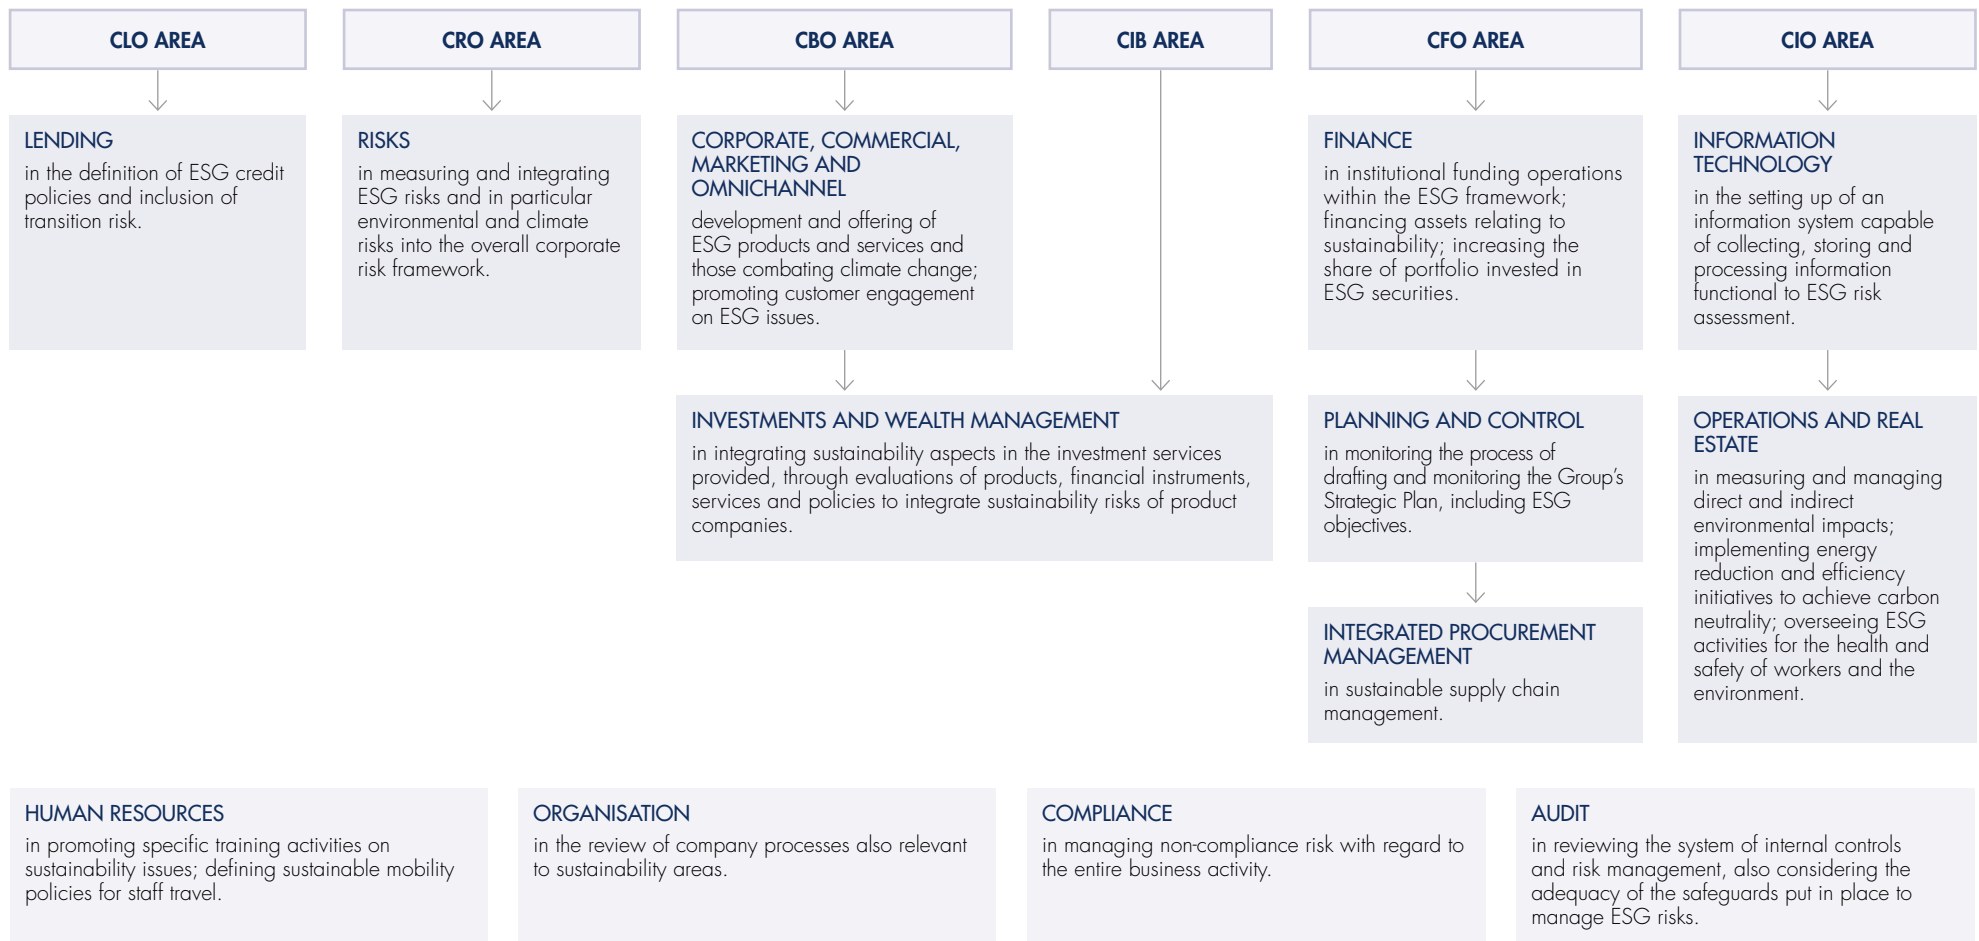 CLO AREA
CRO AREA
CBO AREA
CIB AREA
CFO AREA
CIO AREA
LENDING
in the definition of ESG credit
policies and inclusion of
transition risk.
RISKS
in measuring and integrating
ESG risks and in particular
environmental and climate
risks into the overall corporate
risk framework.
CORPORATE, COMMERCIAL,
MARKETING AND
OMNICHANNEL
development and offering of
ESG products and services and
those combating climate change;
promoting customer engagement
on ESG issues.
FINANCE
in institutional funding operations
within the ESG framework;
financing assets relating to
sustainability; increasing the
share of portfolio invested in
ESG securities.
INFORMATION
TECHNOLOGY
in the setting up of an
information system capable
of collecting, storing and
processing information
functional to ESG risk
assessment.
INVESTMENTS AND WEALTH MANAGEMENT
in integrating sustainability aspects in the investment services
provided, through evaluations of products, financial instruments,
services and policies to integrate sustainability risks of product
companies.
PLANNING AND CONTROL
in monitoring the process of
drafting and monitoring the Group's
Strategic Plan, including ESG
objectives.
OPERATIONS AND REAL
ESTATE
in measuring and managing
direct and indirect
environmental impacts;
implementing energy
reduction and efficiency
initiatives to achieve carbon
neutrality; overseeing ESG
activities for the health and
safety of workers and the
environment.
INTEGRATED PROCUREMENT
MANAGEMENT
in sustainable supply chain
management.
HUMAN RESOURCES
in promoting specific training activities on
sustainability issues; defining sustainable mobility
policies for staff travel.
ORGANISATION
in the review of company processes also relevant
to sustainability areas.
COMPLIANCE
in managing non-compliance risk with regard to
the entire business activity.
AUDIT
in reviewing the system of internal controls
and risk management, also considering the
adequacy of the safeguards put in place to
manage ESG risks.